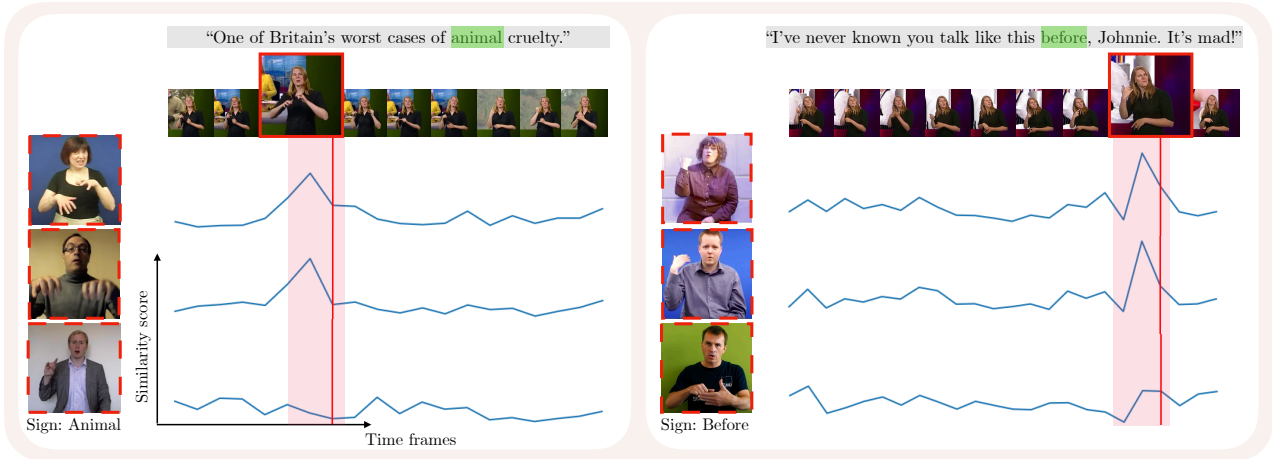 “One of Britain’s worst cases of animal cruelty.”
“I’ve never known you talk like this before, Johnnie. It’s mad!”
Similarity score
Sign: Animal
Time frames
Sign: Before